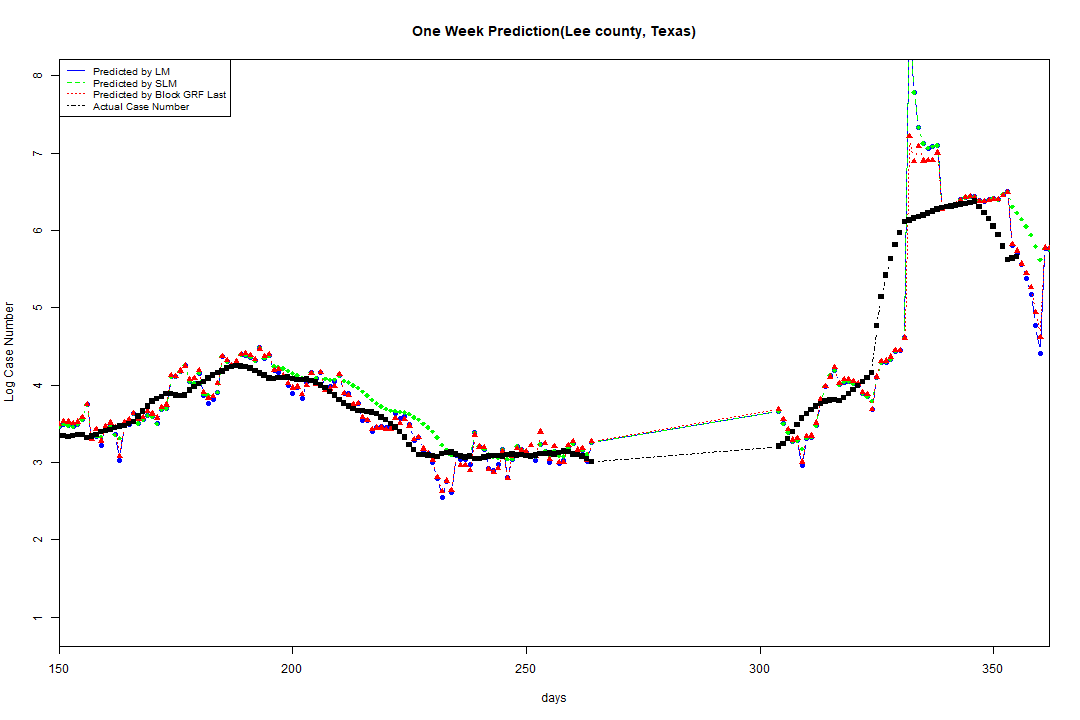 One Week Prediction(Lee county, Texas)
Predicted by LM
Predicted by SLM
Predicted by Block GRF Last
Actual Case Number
8
7
6
5
4
3
2
1
Log Case Number
150 200 250 300 350
days